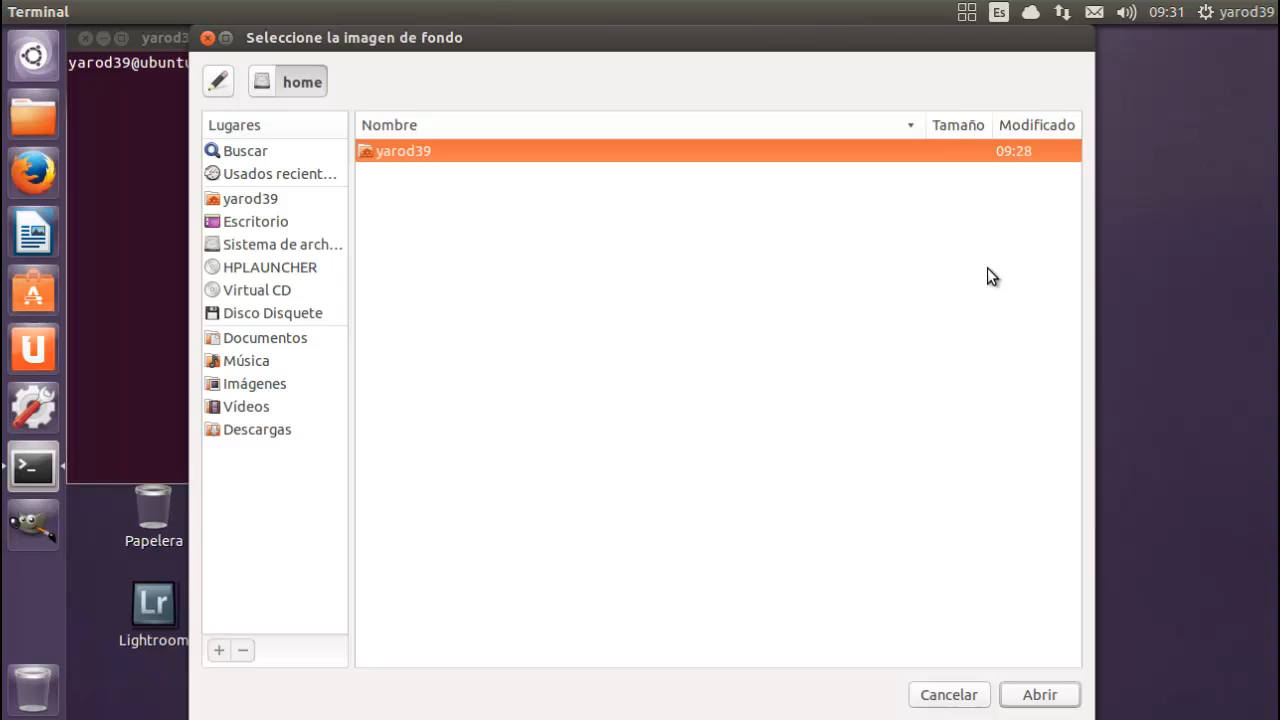 Terminal
Es
09:31
yarod39
yarod3
Seleccione la imagen de fondo
yarod39@ubuntu
home
Lugares
Nombre
Tamaño
Modificado
Buscar
yarod39
09:28
Usados recient...
yarod39
Escritorio
Sistema de arch...
HPLAUNCHER
Virtual CD
Disco Disquete
Documentos
Música
Imágenes
Vídeos
Descargas
Papelera
Lr
Lightroom
Cancelar
Abrir